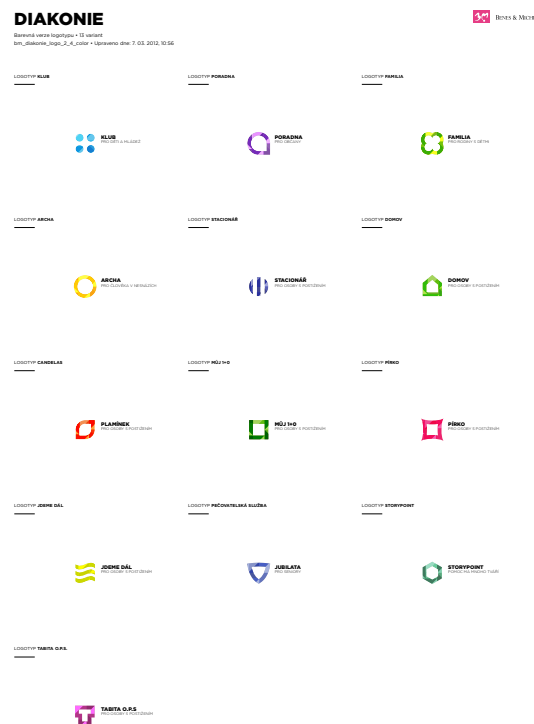 DIAKONIE
Barevná verze logotypu • 13 variant
bm_diakonie_logo_2_4_color • Upraveno dne: 7. 03. 2012, 10:56
BENES & MICHL
LOGOTYP KLUB
LOGOTYP PORADNA
LOGOTYP FAMILIA
KLUB
PRO DĚTI A MLÁDEŽ
PORADNA
PRO OBČANY
FAMILIA
PRO RODINY S DĚTMI
LOGOTYP ARCHA
LOGOTYP STACIONÁŘ
LOGOTYP DOMOV
ARCHA
PRO ČLOVĚKA V NESNÁZÍCH
STACIONÁŘ
PRO OSOBY S POSTIŽENÍM
DOMOV
PRO OSOBY S POSTIŽENÍM
LOGOTYP CANDELAS
LOGOTYP MŮJ 1+0
LOGOTYP PÍRKO
PLAMÍNEK
PRO OSOBY S POSTIŽENÍM
MŮJ 1+0
PRO OSOBY S POSTIŽENÍM
PÍRKO
PRO OSOBY S POSTIŽENÍM
LOGOTYP JDEME DÁL
LOGOTYP PEČOVATELSKÁ SLUŽBA
LOGOTYP STORYPOINT
JDEME DÁL
PRO OSOBY S POSTIŽENÍM
JUBILATA
PRO SENIORY
STORYPOINT
POMOC NA MNOHO TVÁŘÍ
LOGOTYP TABITA O.P.S.
TABITA O.P.S
PRO OSOBY S POSTIŽENÍM